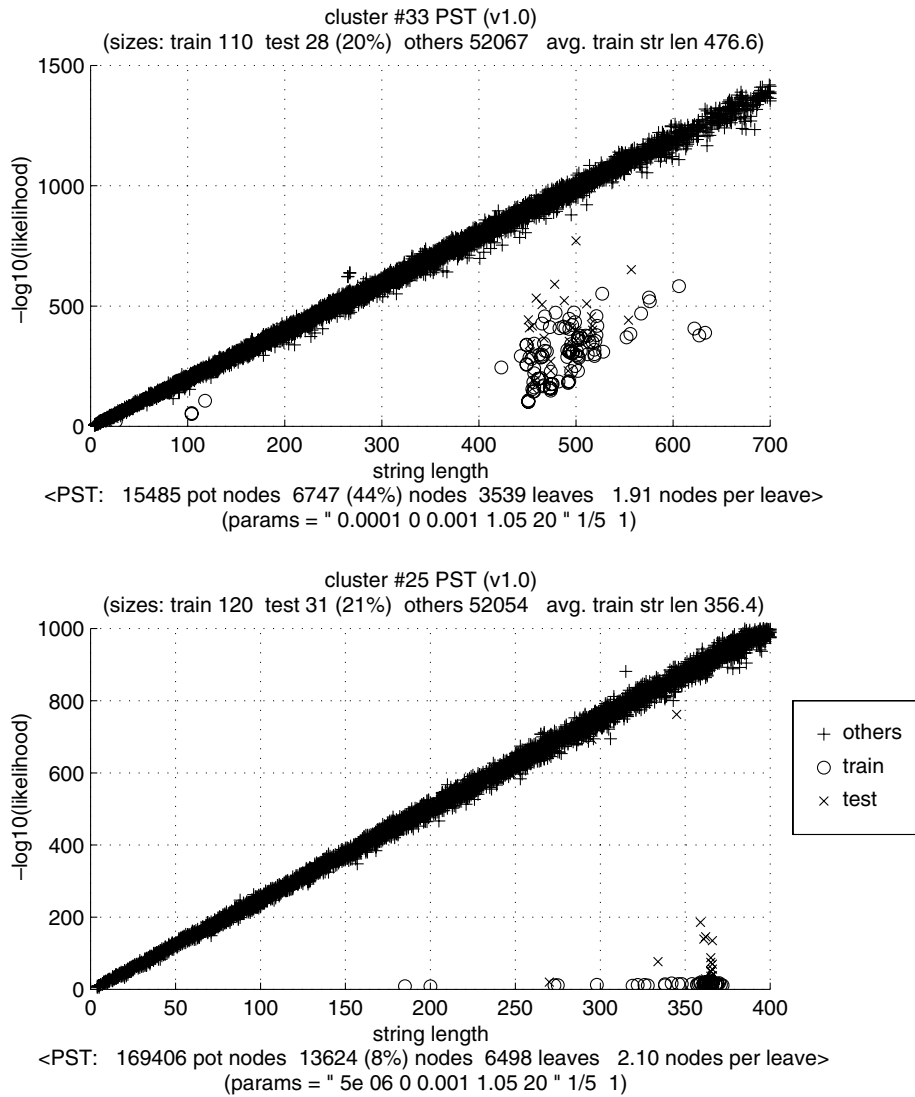 cluster #33 PST (v1.0)
(sizes: train 110 test 28 (20%) others 52067 avg. train str len 476.6)
1500
1000
500
0
−log10(likelihood)
0 100 200 300 400 500 600 700
string length
<PST: 15485 pot nodes 6747 (44%) nodes 3539 leaves 1.91 nodes per leave>
(params = " 0.0001 0 0.001 1.05 20 " 1/5 1)
cluster #25 PST (v1.0)
(sizes: train 120 test 31 (21%) others 52054 avg. train str len 356.4)
1000
800
600
400
200
0
−log10(likelihood)
0 50 100 150 200 250 300 350 400
string length
<PST: 169406 pot nodes 13624 (8%) nodes 6498 leaves 2.10 nodes per leave>
(params = " 5e 06 0 0.001 1.05 20 " 1/5 1)
others
train
test